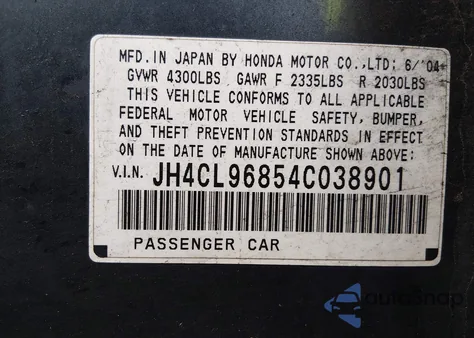 MFD.IN JAPAN BY HONDA MOTOR CO.,LTD: 6/'04
GVWR 4300LBS GAWR F 2335LBS R 2030LBS
THIS VEHICLE CONFORMS TO ALL APPLICABLE
FEDERAL MOTOR VEHICLE SAFETY, BUMPER,
AND THEFT PREVENTION STANDARDS IN EFFECT
ON THE DATE OF MANUFACTURE SHOWN ABOVE:
V.I.N. JH4CL96854C038901
PASSENGER CAR
autosnap